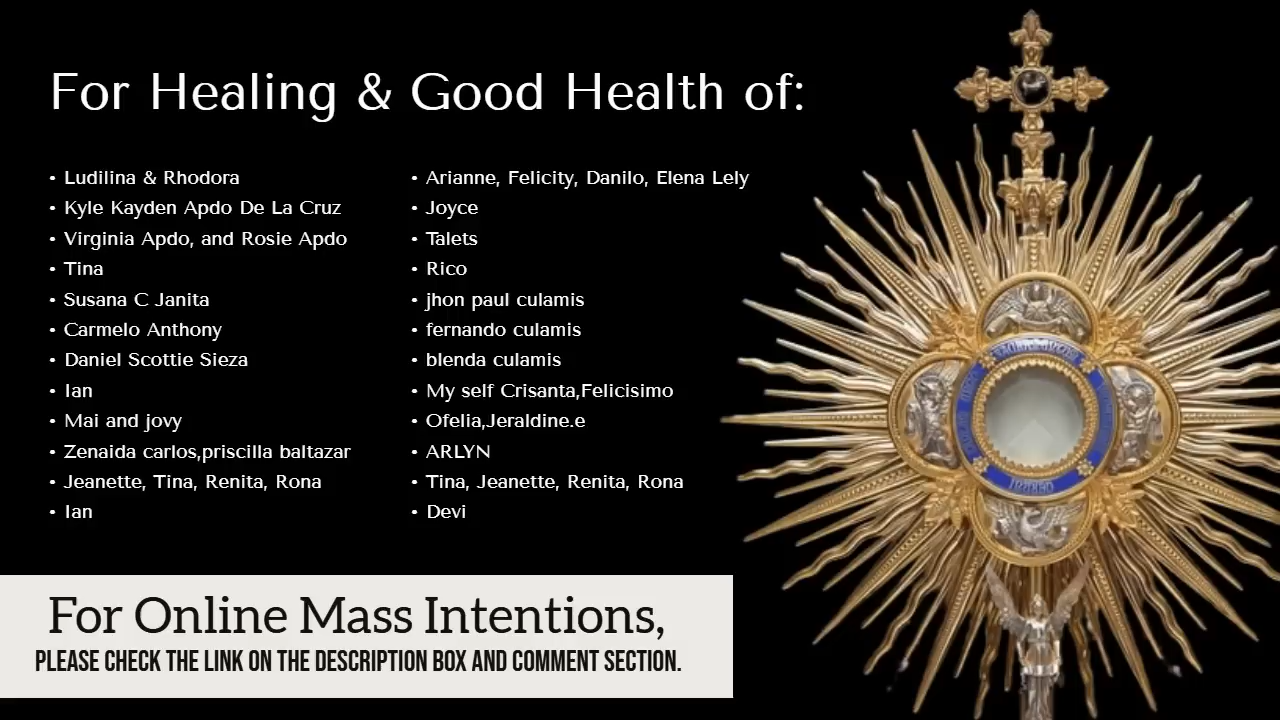 For Healing & Good Health of:
• Ludilina & Rhodora
• Kyle Kayden Apdo De La Cruz
• Virginia Apdo, and Rosie Apdo
• Tina
• Susana C Janita
• Carmelo Anthony
• Daniel Scottie Sieza
• Ian
• Mai and jovy
• Zenaida carlos,priscilla baltazar
• Jeanette, Tina, Renita, Rona
• Ian
• Arianne, Felicity, Danilo, Elena Lely
• Joyce
• Talets
• Rico
• jhon paul culamis
• fernando culamis
• blenda culamis
• My self Crisanta,Felicisimo
• Ofelia,Jeraldine.e
• ARLYN
• Tina, Jeanette, Renita, Rona
• Devi
For Online Mass Intentions,
PLEASE CHECK THE LINK ON THE DESCRIPTION BOX AND COMMENT SECTION.